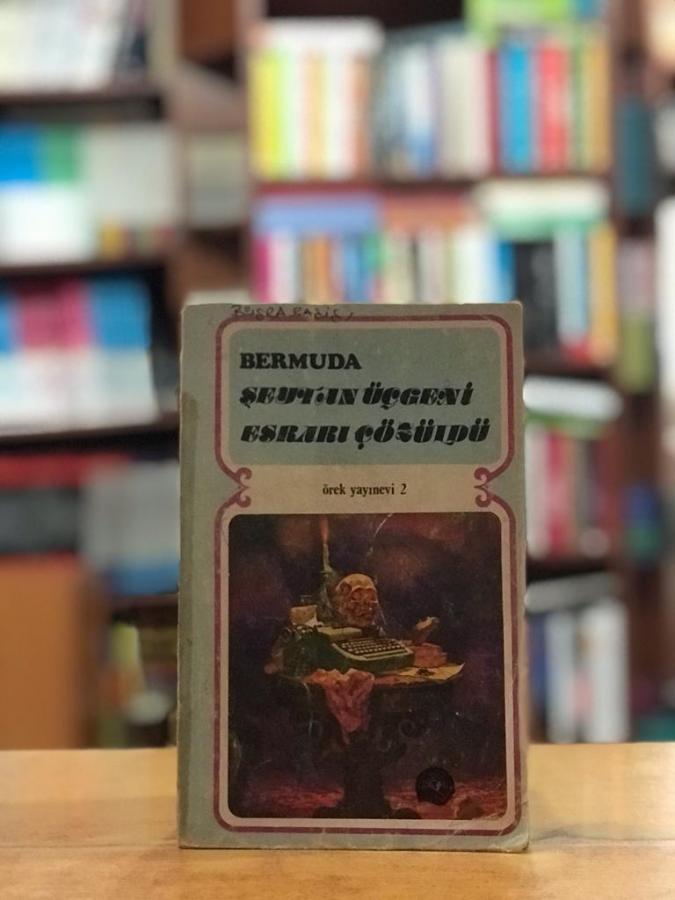 BERMUDA
ŞEYTAN ÜÇGENİ
ESRARI ÇÖZÜLDÜ
örek yayınevi 2